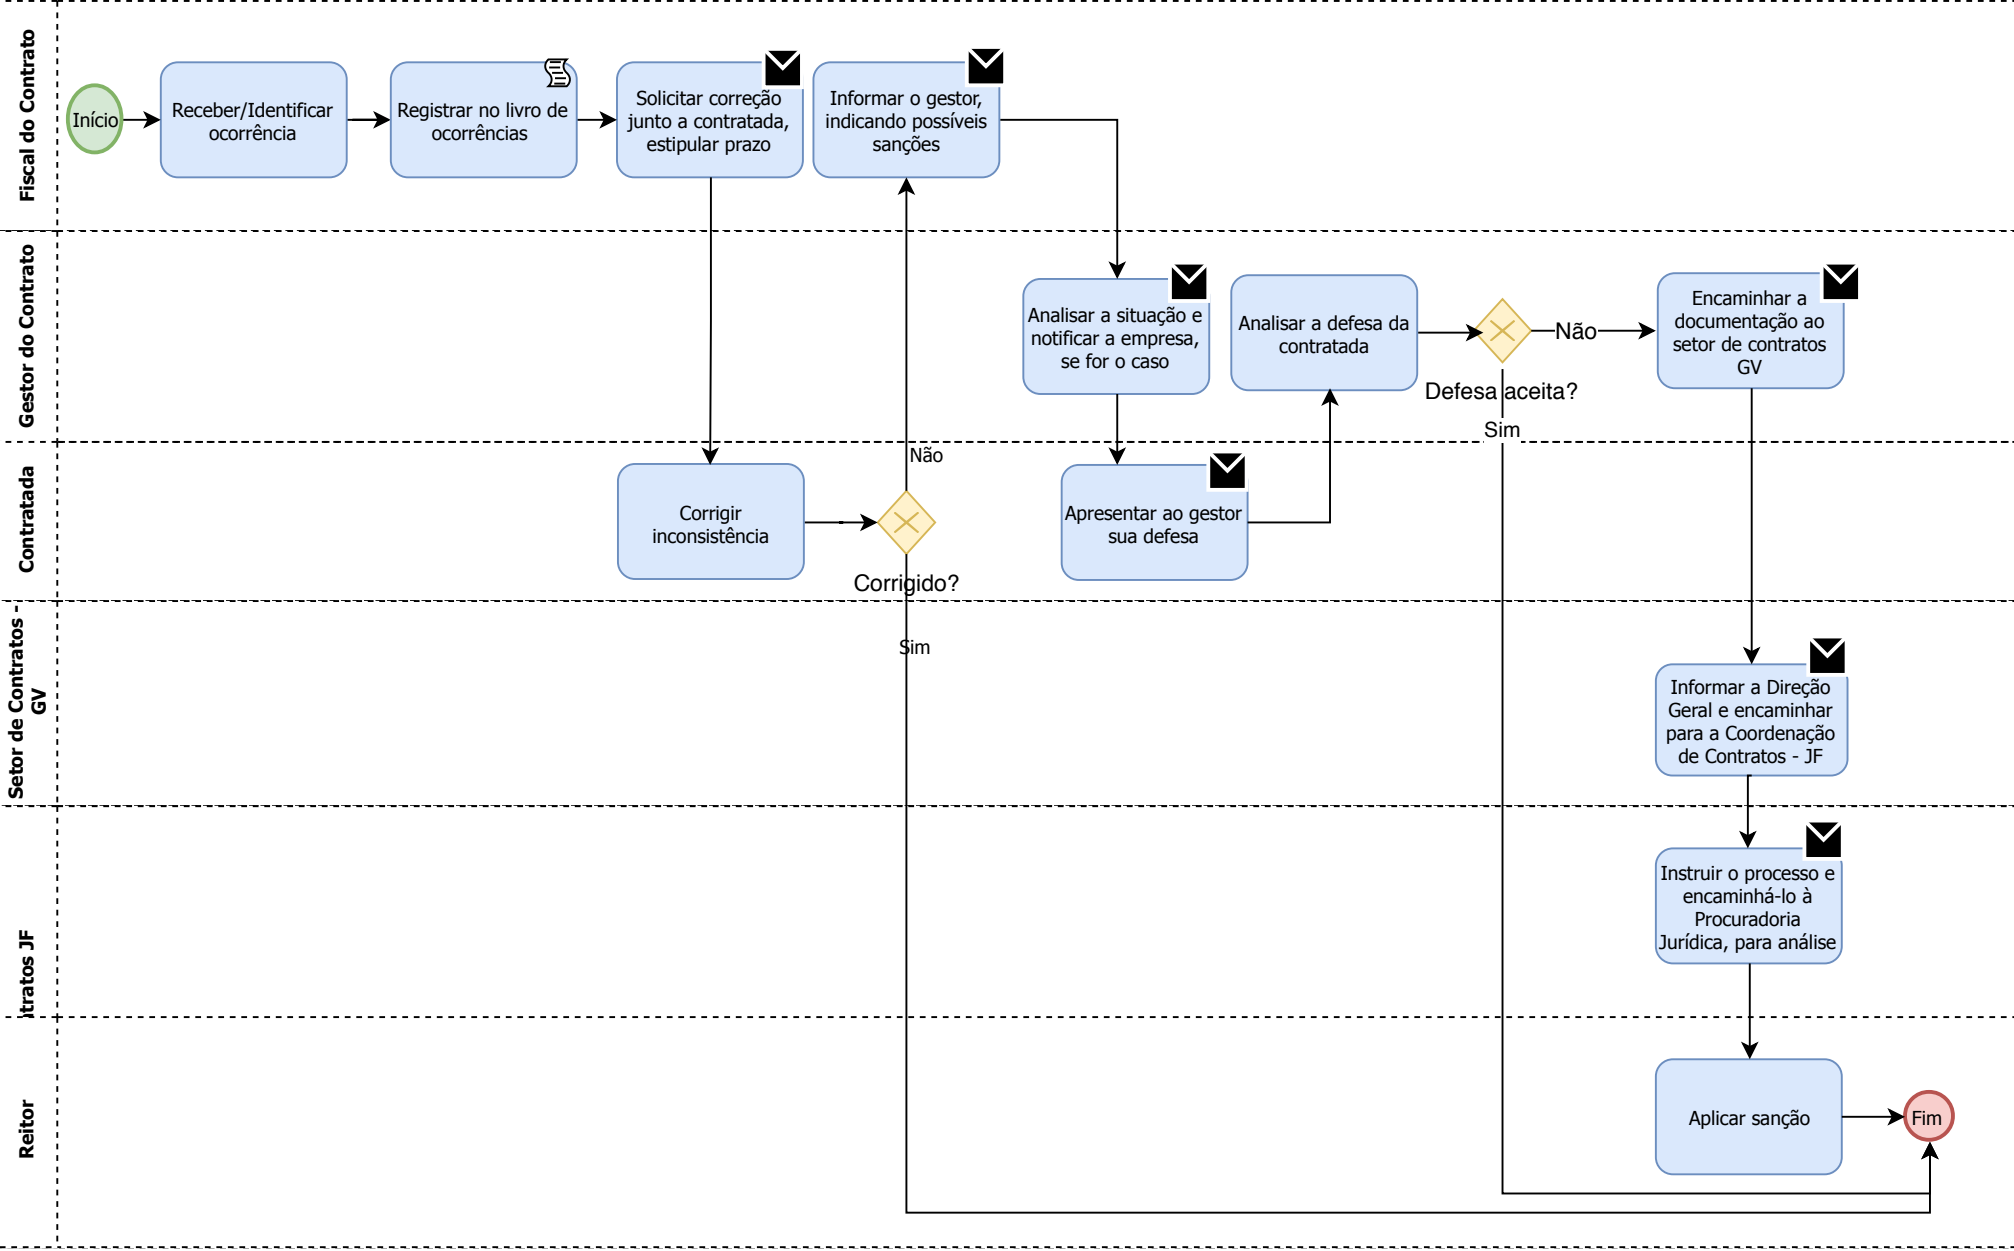 Fiscal do Contrato
Início
Receber/Identificar
ocorrência
Registrar no livro de
ocorrências
Solicitar correção
junto a contratada,
estipular prazo
Informar o gestor,
indicando possíveis
sanções
Gestor do Contrato
Analisar a situação e
notificar a empresa,
se for o caso
Analisar a defesa da
contratada
Defesa aceita?
Não
Sim
Encaminhar a
documentação ao
setor de contratos
GV
Contratada
Corrigir
inconsistência
Não
Corrigido?
Sim
Apresentar ao gestor
sua defesa
Setor de Contratos -
GV
Informar a Direção
Geral e encaminhar
para a Coordenação
de Contratos - JF
tratos JF
Instruir o processo e
encaminhá-lo à
Procuradoria
Jurídica, para análise
Reitor
Aplicar sanção
Fim